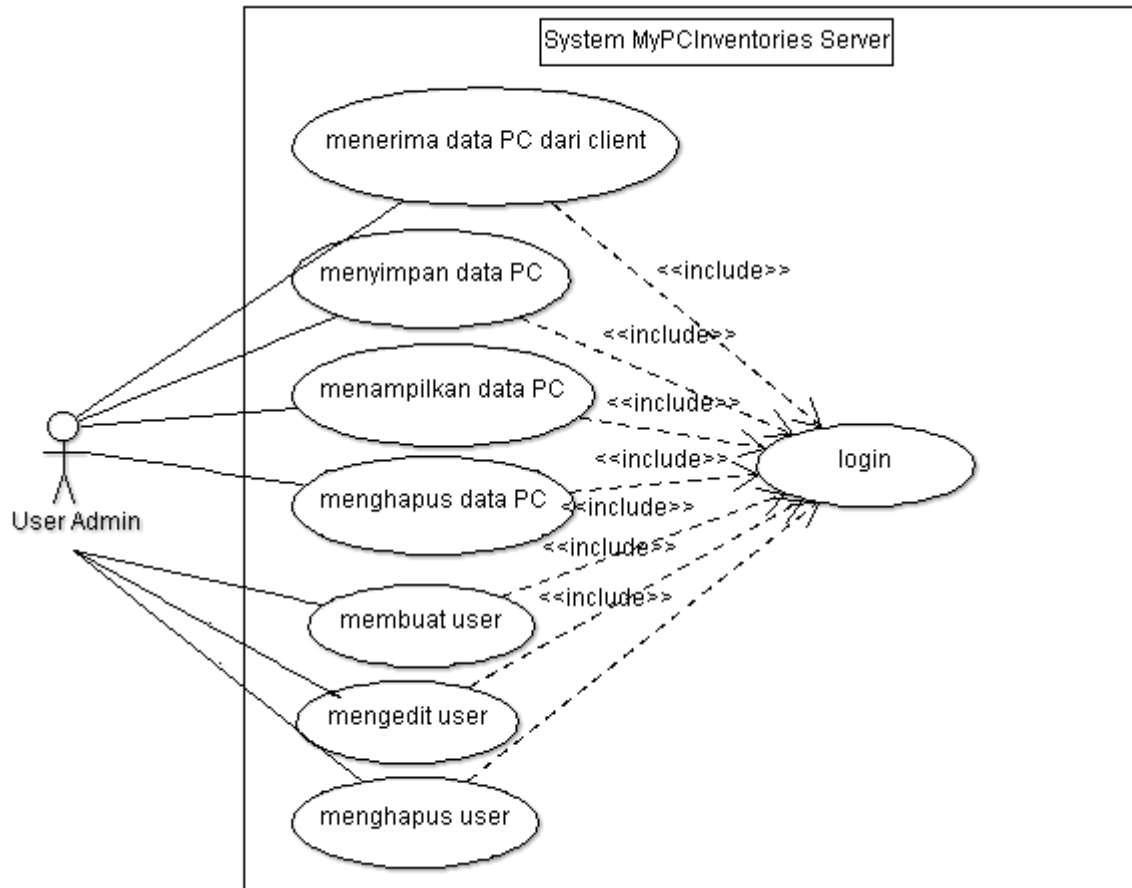 System MyPCInventories Server
menerima data PC dari client
<<include>>
menyimpan data PC
<<include>>
menampilkan data PC
<<include>>
login
<<include>>
menghapus data PC
<<include>>
User Admin
<<include>>
<<include>>
membuat user
mengedit user
menghapus user